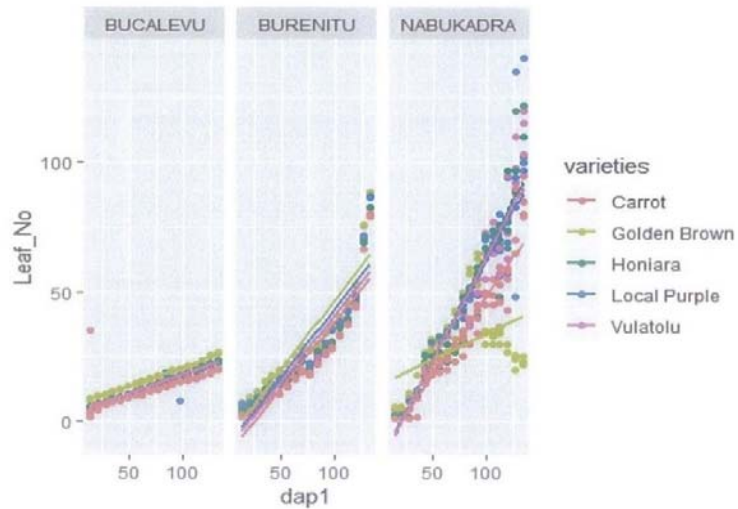 BUCALEVU BURENITU NABUKADRA
100
50
0
Leaf_No
50 100 50 100 50 100
dap1
varieties
Carrot
Golden Brown
Honiara
Local Purple
Vulatolu